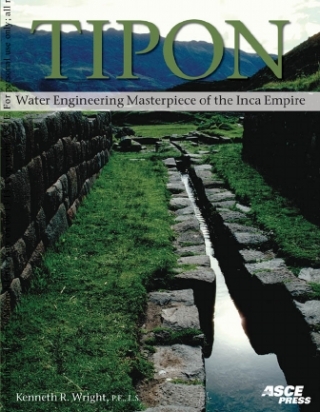 TIPON
Water Engineering Masterpiece of the Inca Empire
Kenneth R. Wright, P.E., L.S.
ASCE
PRESS